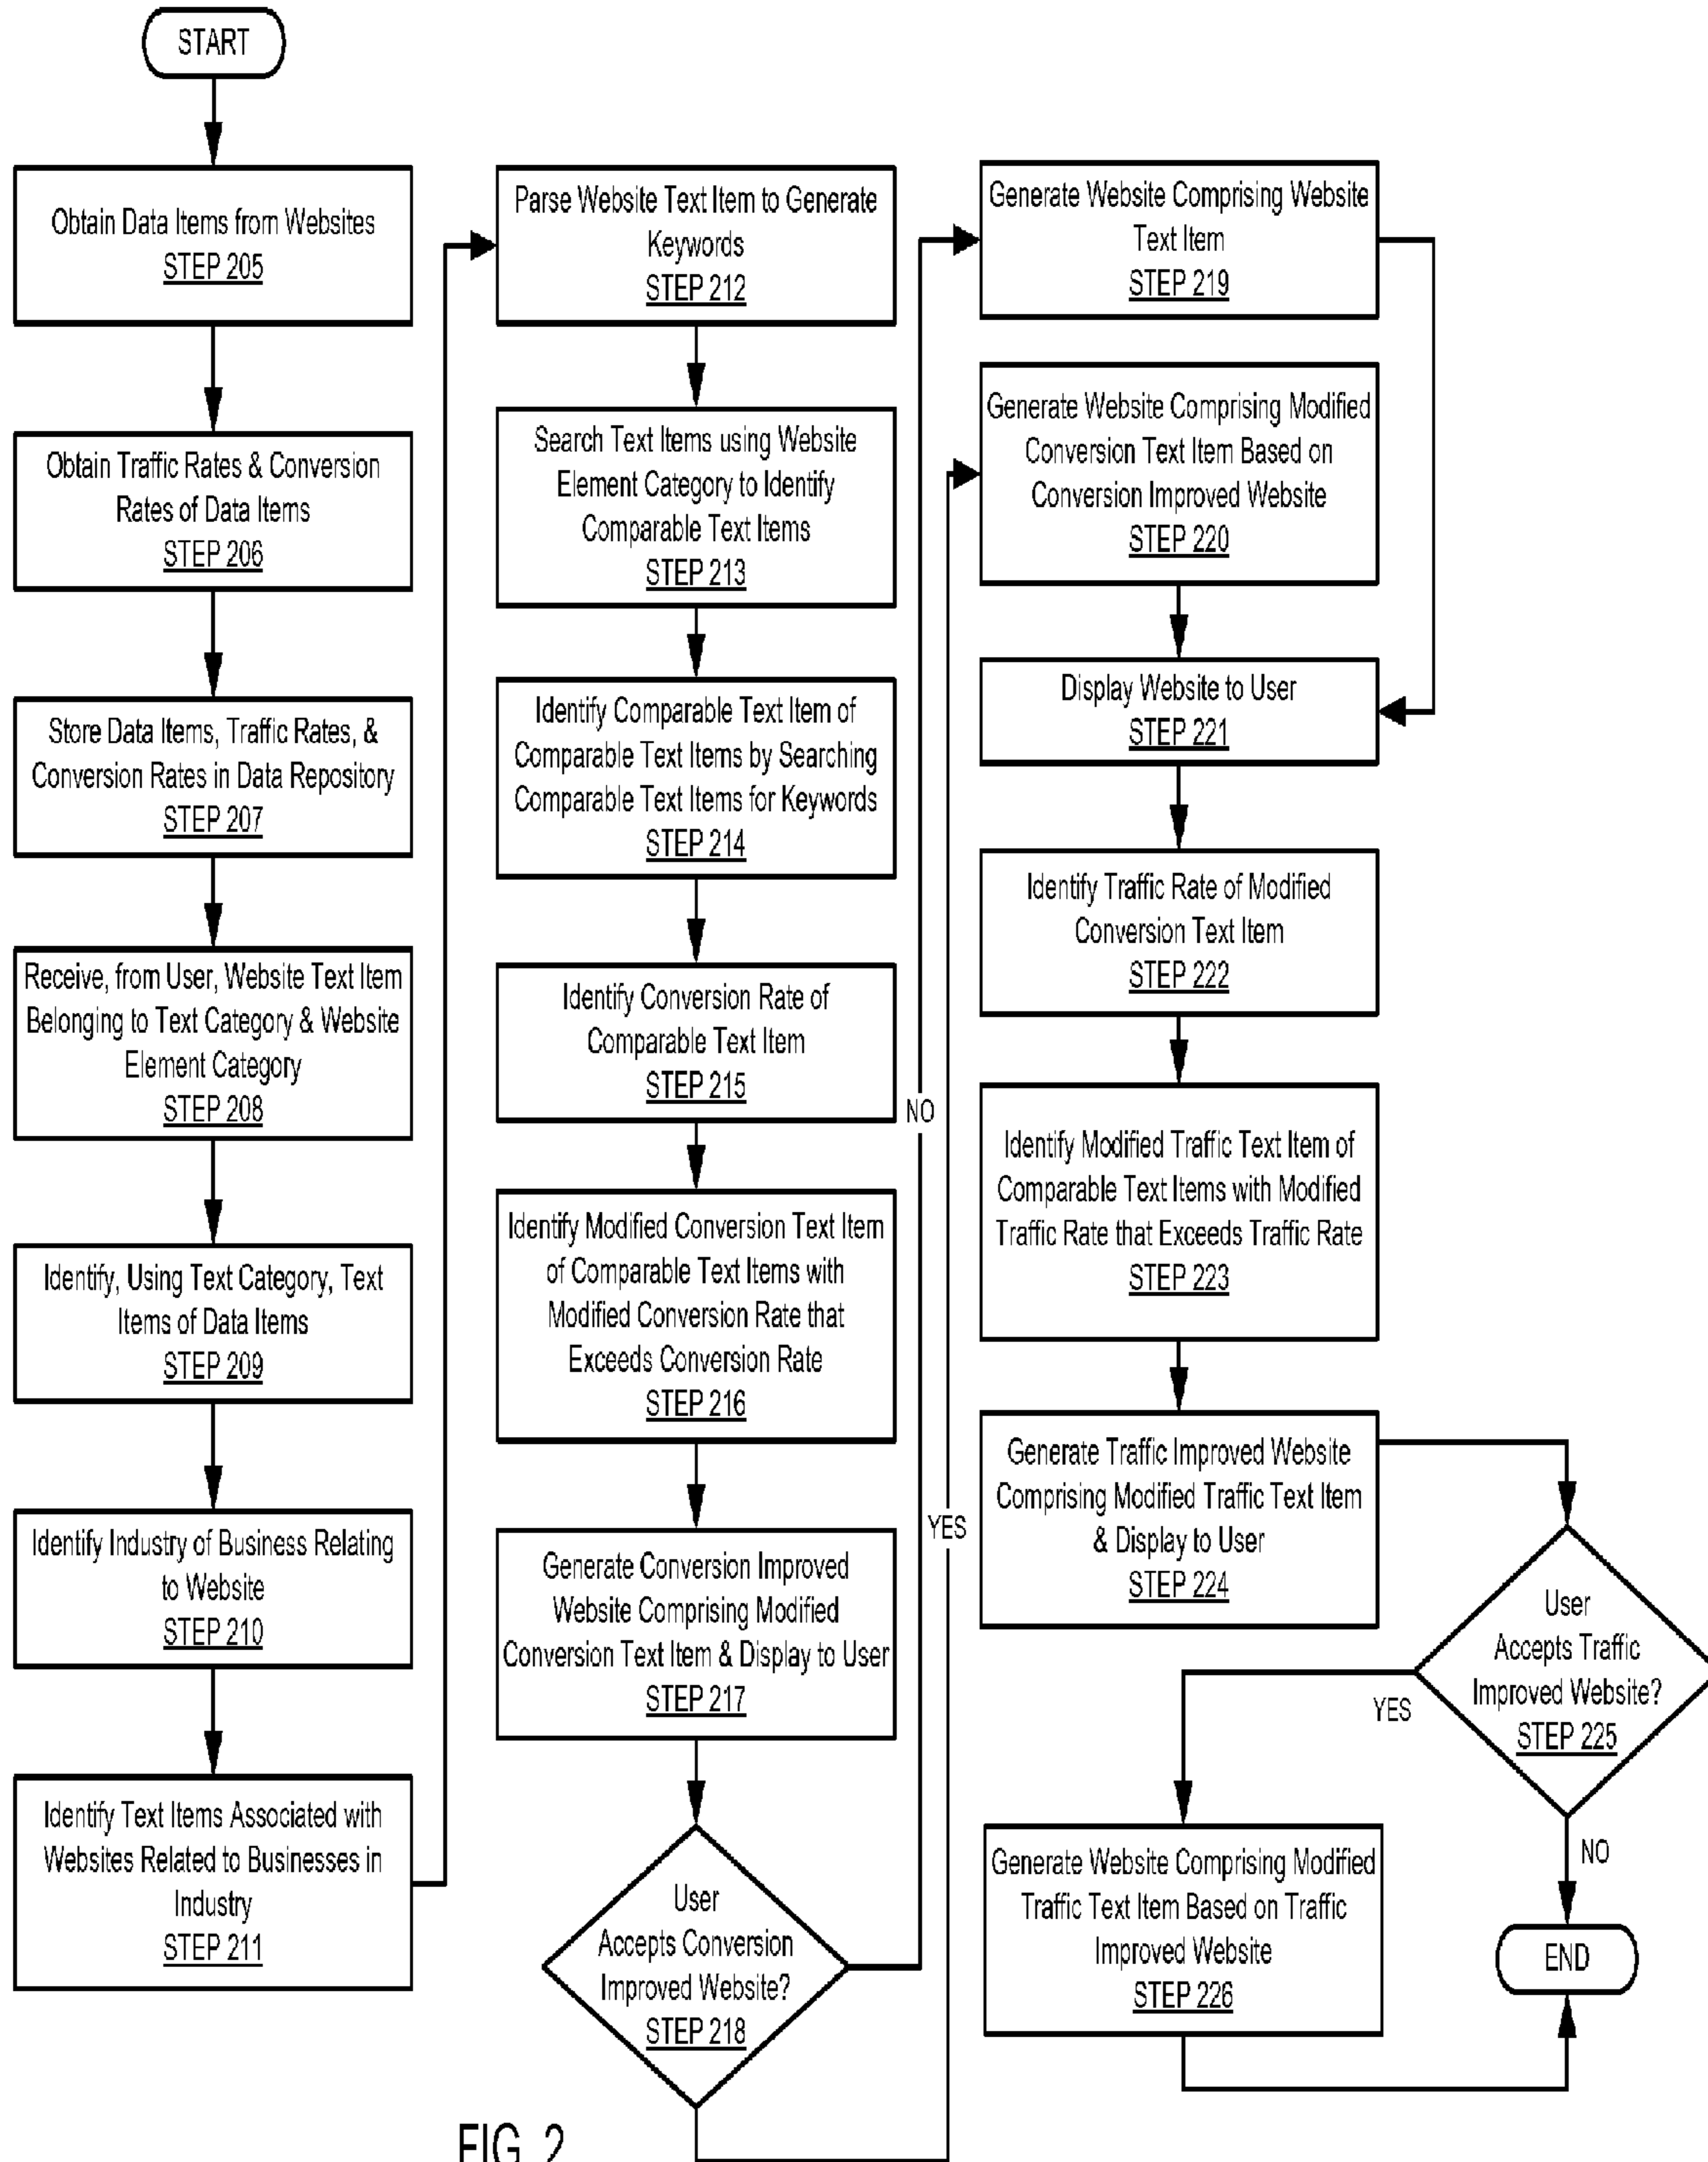 START
Obtain Data Items from Websites
STEP 205
Obtain Traffic Rates & Conversion
Rates of Data Items
STEP 206
Store Data Items, Traffic Rates, &
Conversion Rates in Data Repository
STEP 207
Receive, from User, Website Text Item
Belonging to Text Category & Website
Element Category
STEP 208
Identify, Using Text Category, Text
Items of Data Items
STEP 209
Identify Industry of Business Relating
to Website
STEP 210
Identify Text Items Associated with
Websites Related to Businesses in
Industry
STEP 211
Parse Website Text Item to Generate
Keywords
STEP 212
Search Text Items using Website
Element Category to Identify
Comparable Text Items
STEP 213
Identify Comparable Text Item of
Comparable Text Items by Searching
Comparable Text Items for Keywords
STEP 214
Identify Conversion Rate of
Comparable Text Item
STEP 215
Identify Modified Conversion Text Item
of Comparable Text Items with
Modified Conversion Rate that
Exceeds Conversion Rate
STEP 216
Generate Conversion Improved
Website Comprising Modified
Conversion Text Item & Display to User
STEP 217
User
Accepts Conversion
Improved Website?
STEP 218
NO
YES
Generate Website Comprising Website
Text Item
STEP 219
Generate Website Comprising Modified
Conversion Text Item Based on
Conversion Improved Website
STEP 220
Display Website to User
STEP 221
Identify Traffic Rate of Modified
Conversion Text Item
STEP 222
Identify Modified Traffic Text Item of
Comparable Text Items with Modified
Traffic Rate that Exceeds Traffic Rate
STEP 223
Generate Traffic Improved Website
Comprising Modified Traffic Text Item
& Display to User
STEP 224
User
Accepts Traffic
Improved Website?
STEP 225
YES
NO
Generate Website Comprising Modified
Traffic Text Item Based on Traffic
Improved Website
STEP 226
END
FIG. 2